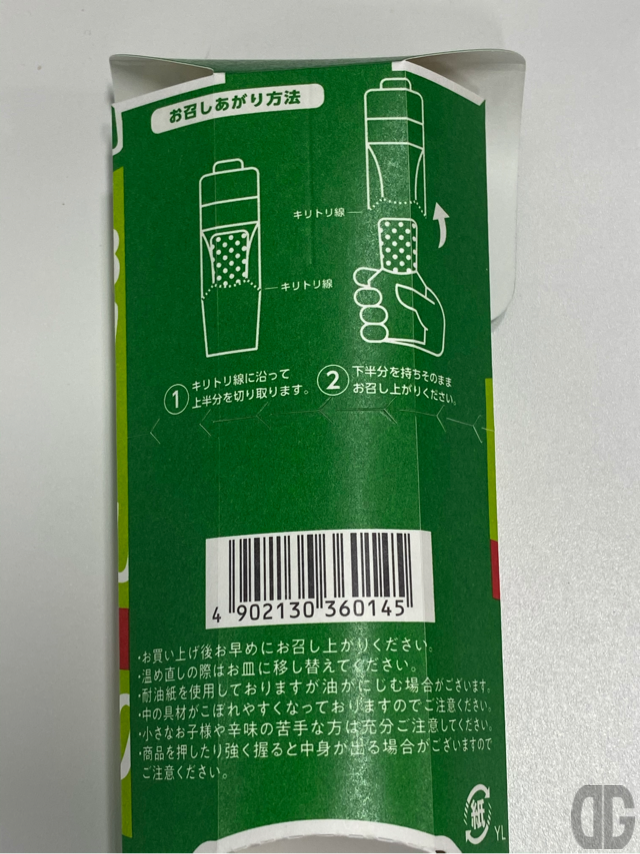 お召しあがり方法
キリトリ線
キリトリ線
1 キリトリ線に沿って
上半分を切り取ります。
2 下半分を持ちそのまま
お召し上がりください。
4 902130 360145
・お買い上げ後お早めにお召し上がりください。
・温め直しの際はお皿に移し替えてください。
・耐油紙を使用しておりますが油がにじむ場合がございます。
・中の具材がこぼれやすくなっておりますのでご注意ください。
・小さなお子様や辛味の苦手な方は充分ご注意してください。
・商品を押したり強く握ると中身が出る場合がございますので
ご注意ください。
紙
YL
DG